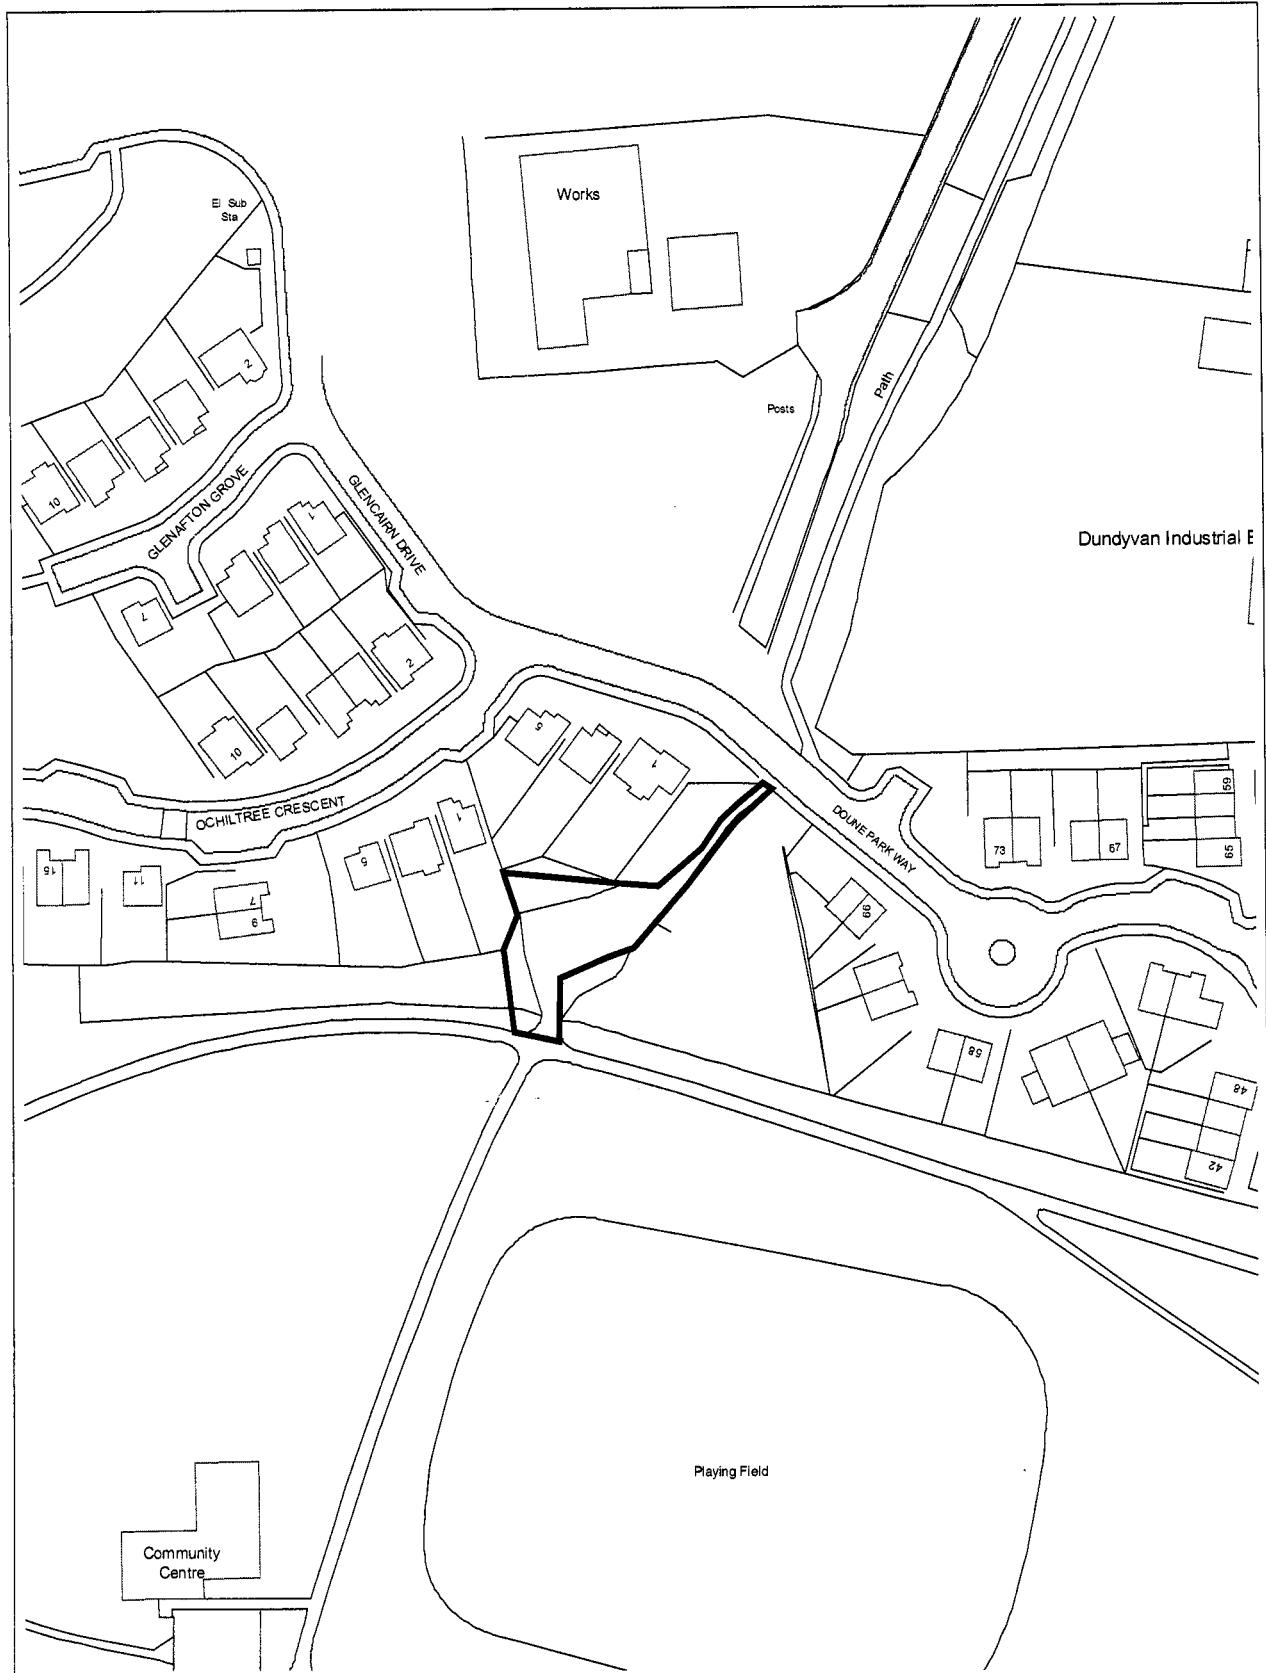 Works
El Sub
Sta
2
Path
Posts
10
GLENAFTON GROVE
GLENCAIRN DRIVE
1
Dundyvan Industrial E
7
2
10
5
1
OCHILTREE CRESCENT
DOUNE PARK WAY
59
73
67
65
1
5
15
11
7
9
66
58
48
42
Playing Field
Community
Centre